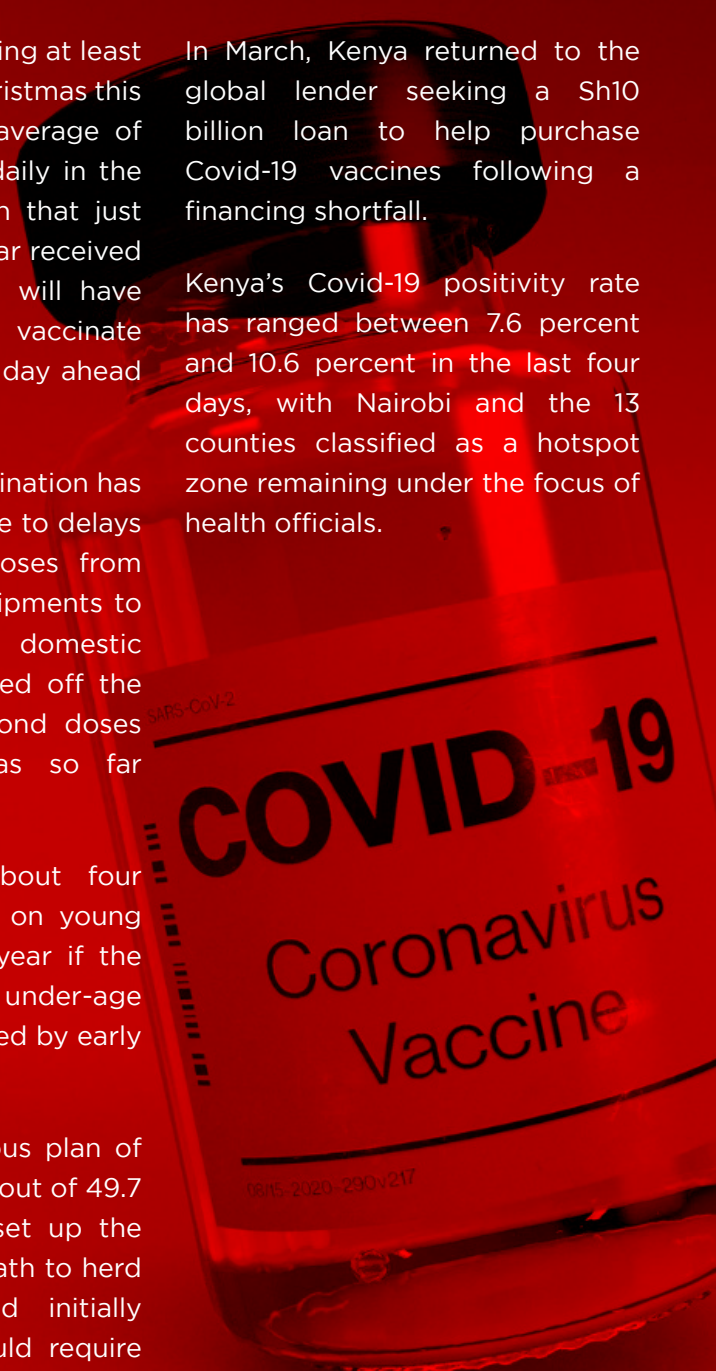 ing at least
ristmas this
average of
daily in the
n that just
ar received
will have
vaccinate
day ahead
ination has
e to delays
oses from
ipments to
domestic
ed off the
ond doses
as so far
bout four
on young
year if the
under-age
ed by early
ous plan of
out of 49.7
set up the
ath to herd
d initially
uld require
In March, Kenya returned to the
global lender seeking a Sh10
billion loan to help purchase
Covid-19 vaccines following a
financing shortfall.
Kenya’s Covid-19 positivity rate
has ranged between 7.6 percent
and 10.6 percent in the last four
days, with Nairobi and the 13
counties classified as a hotspot
zone remaining under the focus of
health officials.
SARS-CoV-2
COVID-19
Coronavirus
Vaccine